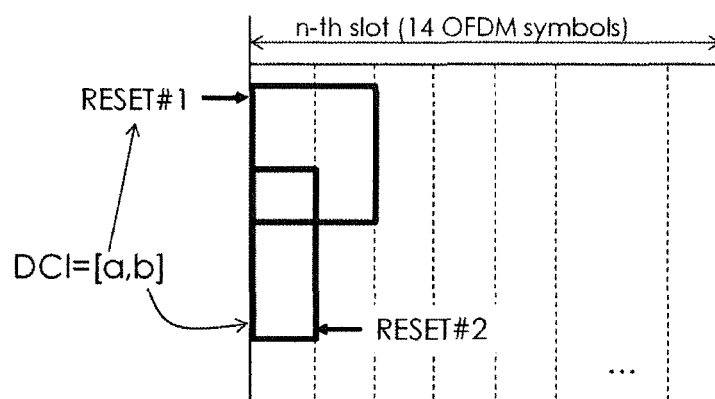 n-th slot (14 OFDM symbols)
RESET#1
DCI=[a,b]
RESET#2
...